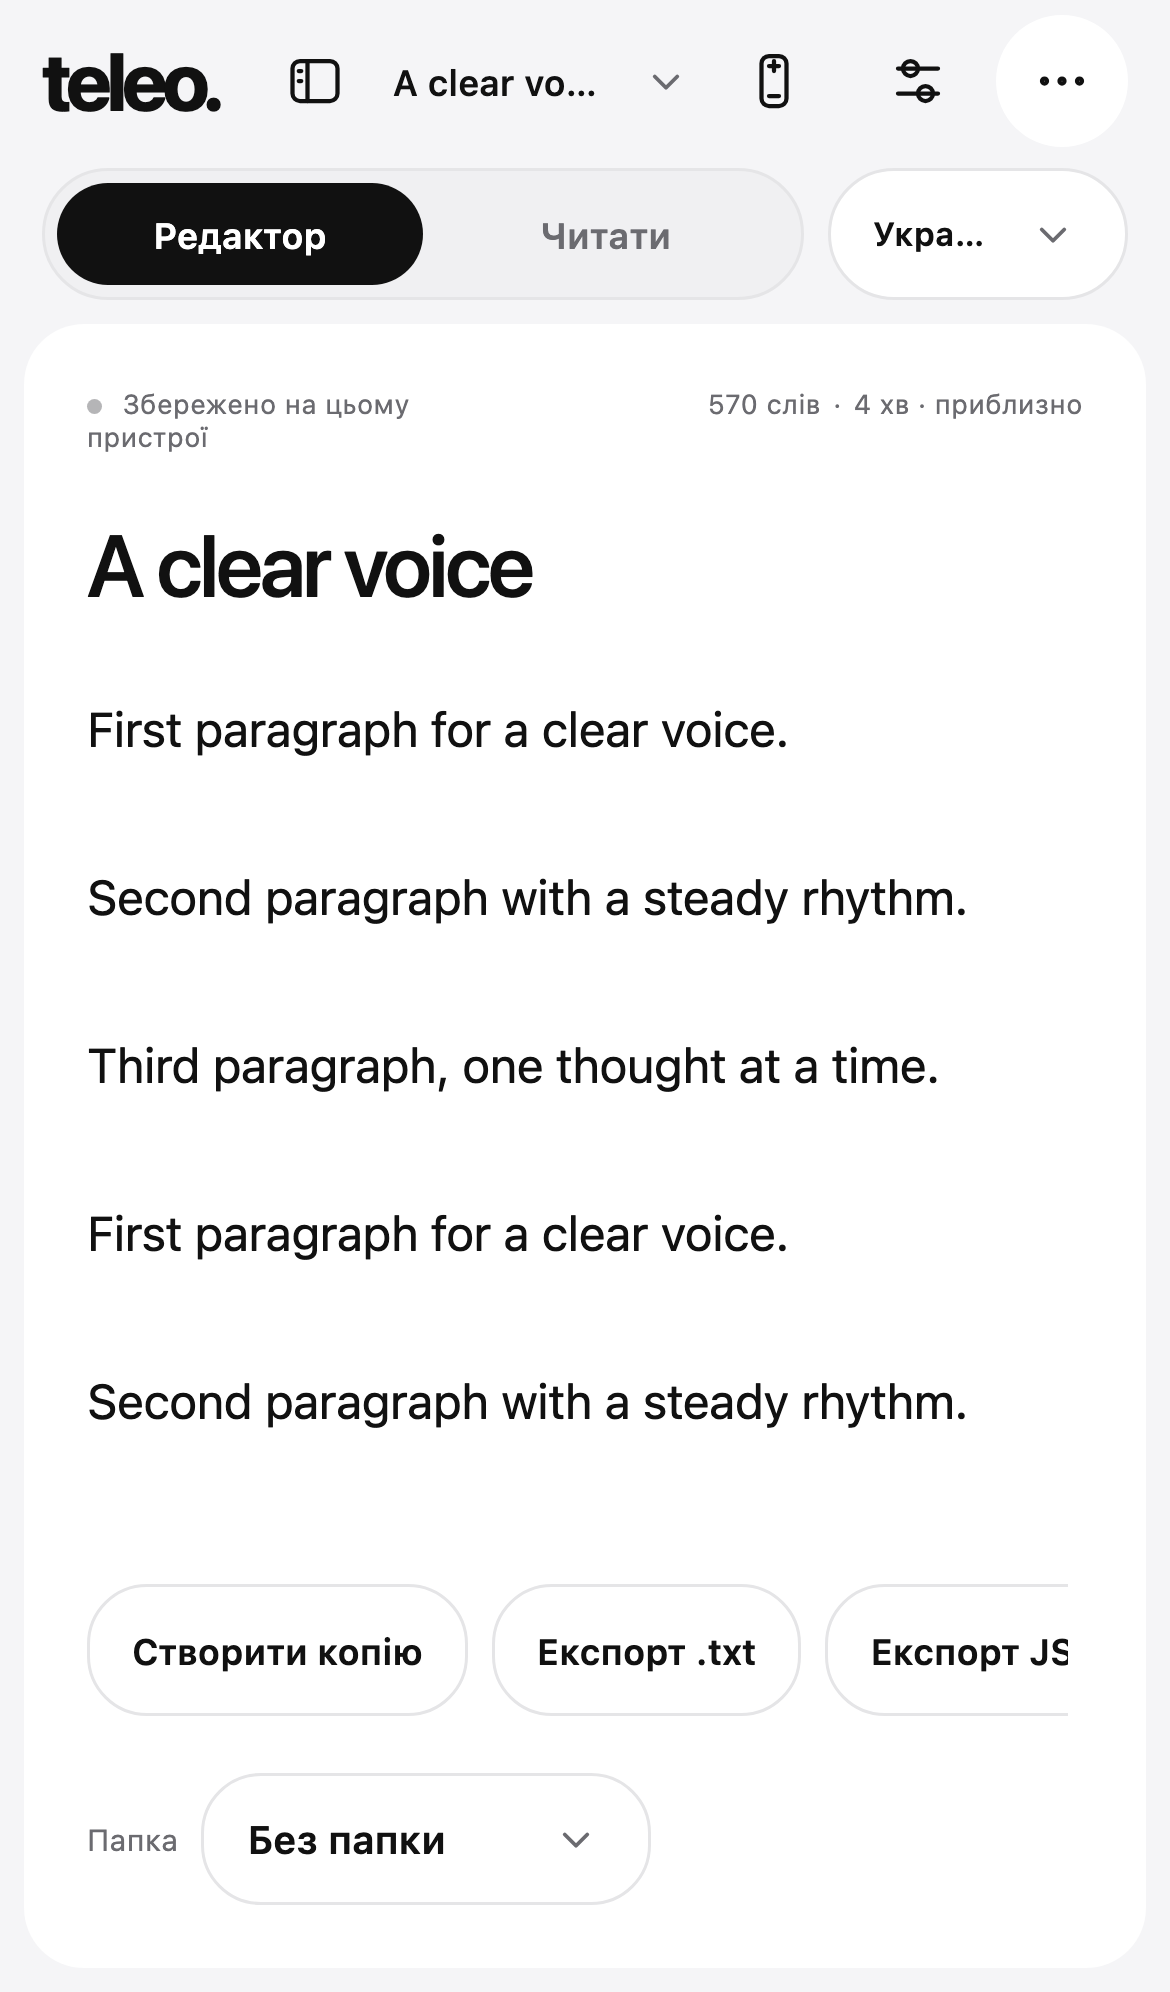 teleo.
A clear vo...
Редактор
Читати
Укра...
Збережено на цьому
пристрої
570 слів · 4 хв · приблизно
A clear voice
First paragraph for a clear voice.
Second paragraph with a steady rhythm.
Third paragraph, one thought at a time.
First paragraph for a clear voice.
Second paragraph with a steady rhythm.
Створити копію
Експорт .txt
Експорт JS
Папка
Без папки